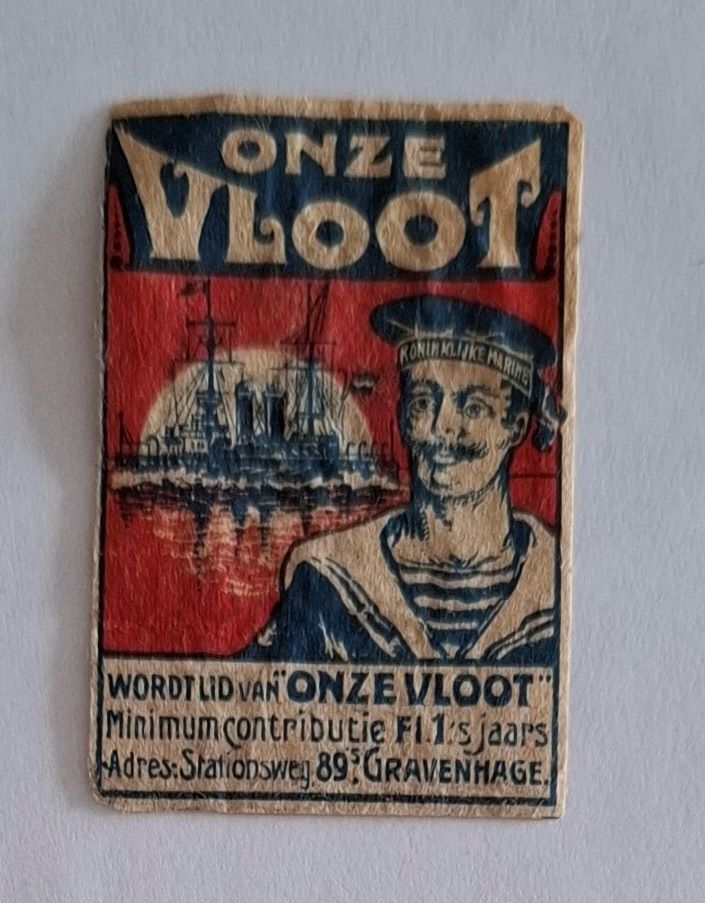 ONZE
VLOOT
KONINKLIJKE MARINE
WORDT LID VAN "ONZE VLOOT"
Minimum contributie Fl. 1.'s jaars
Adres: Stationsweg 89 's GRAVENHAGE.